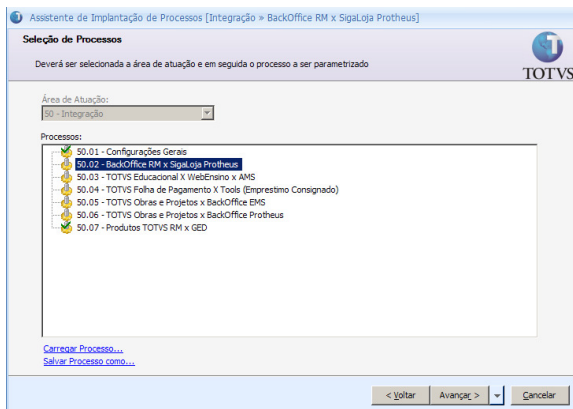 Assistente de Implantação de Processos [Integração » BackOffice RM x SigaLoja Protheus]
Seleção de Processos
Deverá ser selecionada a área de atuação e em seguida o processo a ser parametrizado
TOTVS
Área de Atuação:
50 - Integração
Processos:
50.01 - Configurações Gerais
50.02 - BackOffice RM x SigaLoja Protheus
50.03 - TOTVS Educacional X WebEnsino x AMS
50.04 - TOTVS Folha de Pagamento X Tools (Emprestimo Consignado)
50.05 - TOTVS Obras e Projetos x BackOffice EMS
50.06 - TOTVS Obras e Projetos x BackOffice Protheus
50.07 - Produtos TOTVS RM x GED
Carregar Processo...
Salvar Processo como...
< Voltar
Avançar >
Cancelar